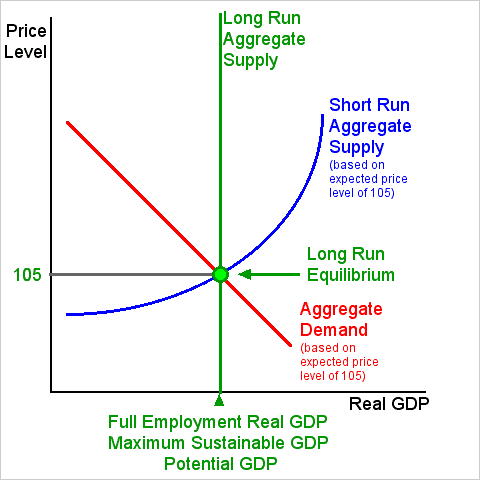 Price
Level
Long Run
Aggregate
Supply
Short Run
Aggregate
Supply
(based on
expected price
level of 105)
105
Long Run
Equilibrium
Aggregate
Demand
(based on
expected price
level of 105)
Real GDP
Full Employment Real GDP
Maximum Sustainable GDP
Potential GDP